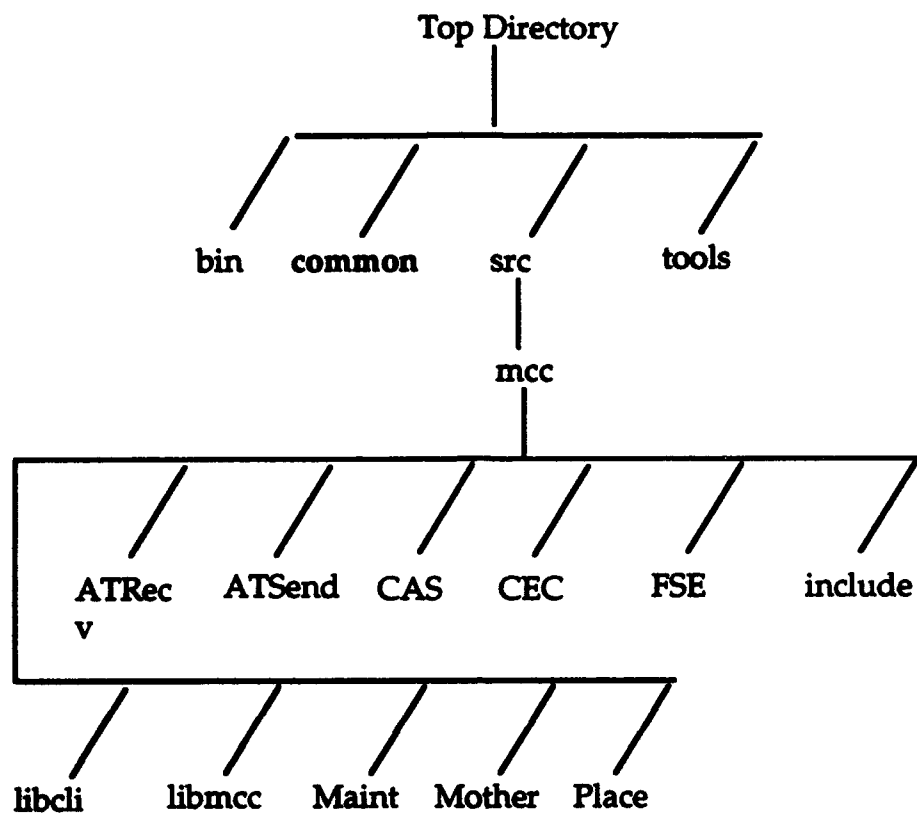 Top Directory
bin common src tools
mcc
ATRec ATSend CAS CEC FSE include
v
libcli libmcc Maint Mother Place